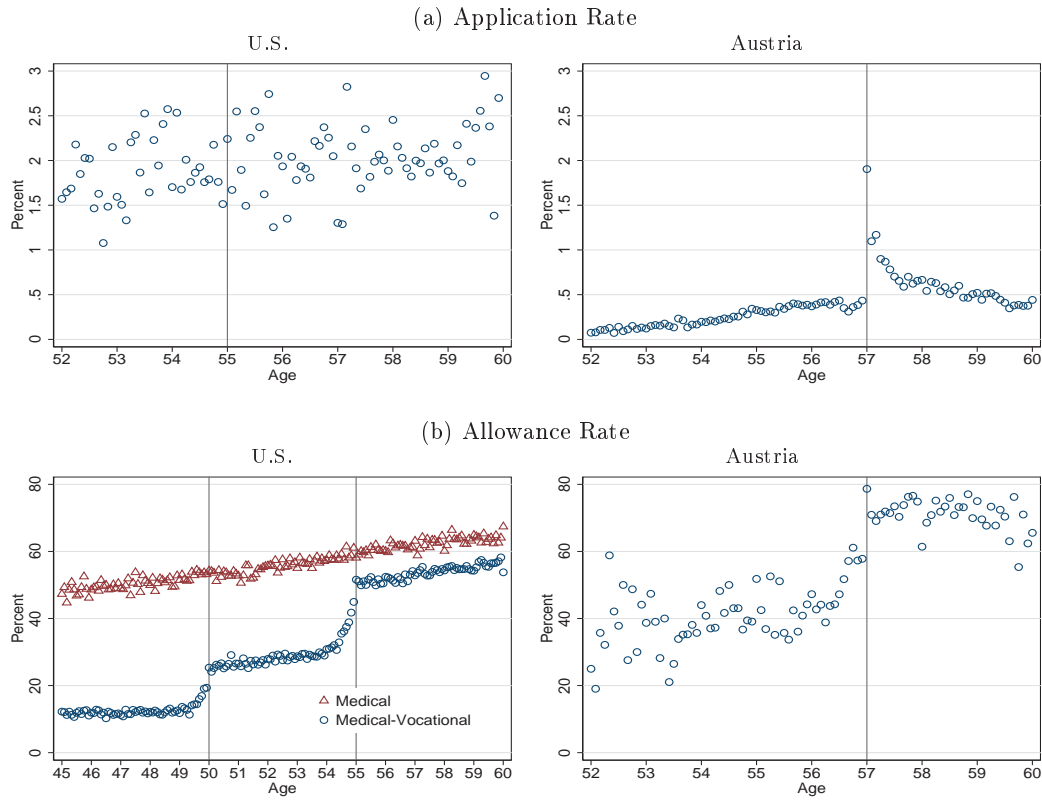 (a) Application Rate
U.S.
Austria
Percent
3
2.5
2
1.5
1
.5
0
52 53 54 55 56 57 58 59 60
Age
Percent
3
2.5
2
1.5
1
.5
0
52 53 54 55 56 57 58 59 60
Age
(b) Allowance Rate
U.S.
Austria
Percent
80
60
40
20
0
Medical
Medical-Vocational
45 46 47 48 49 50 51 52 53 54 55 56 57 58 59 60
Age
Percent
80
60
40
20
0
52 53 54 55 56 57 58 59 60
Age